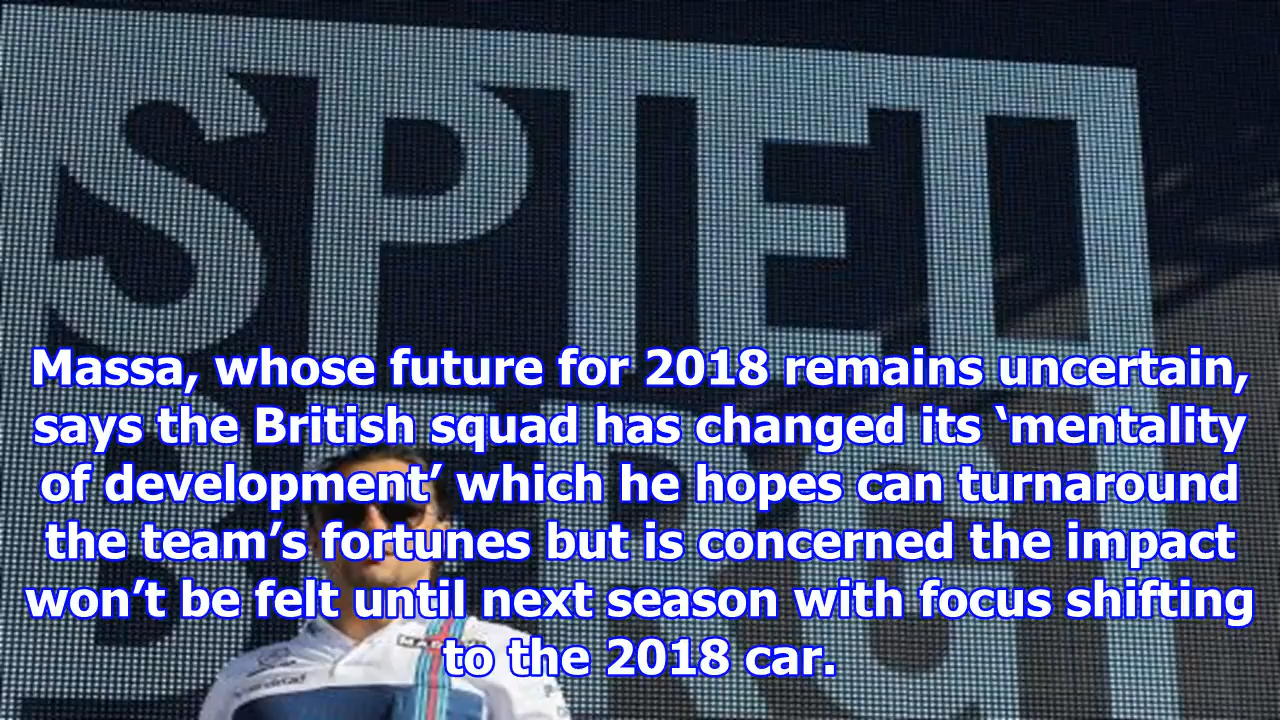 SPIEL
Massa, whose future for 2018 remains uncertain,
says the British squad has changed its ‘mentality
of development’ which he hopes can turnaround
the team’s fortunes but is concerned the impact
won’t be felt until next season with focus shifting
to the 2018 car.